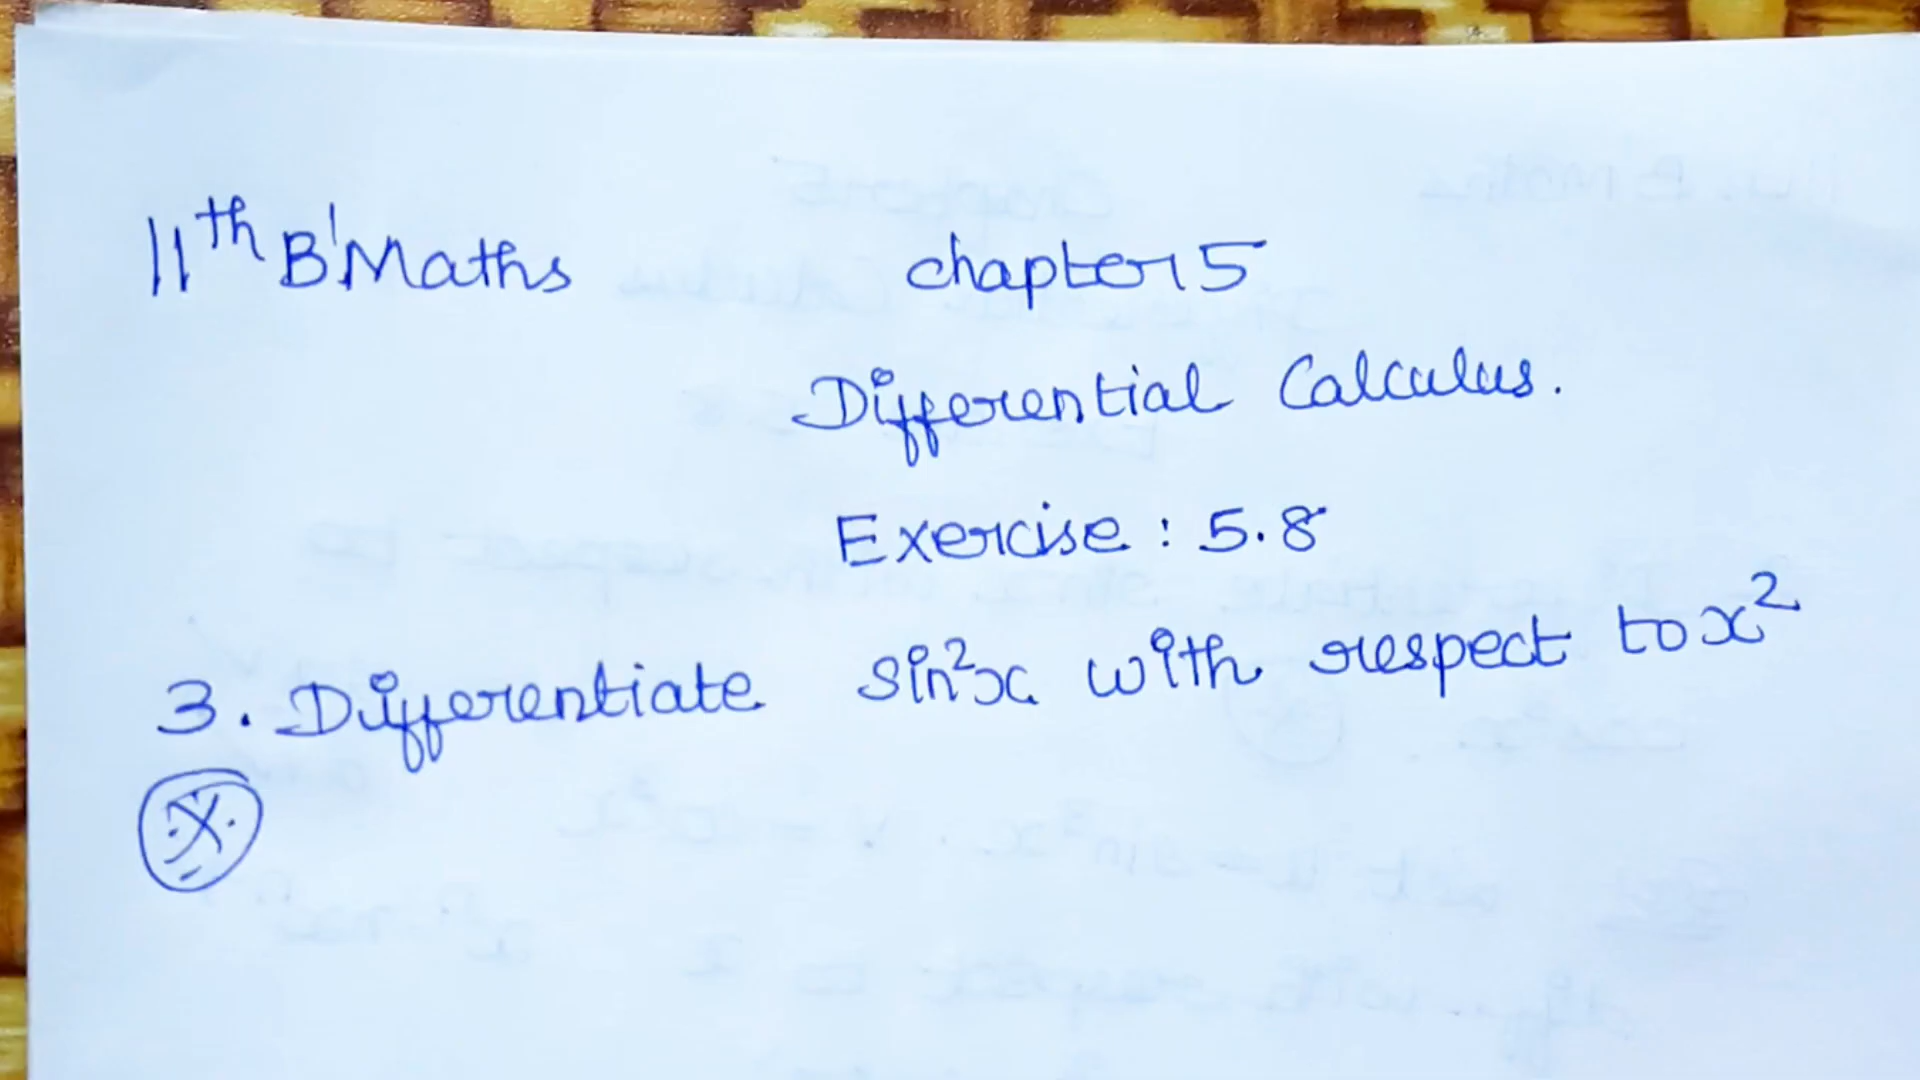 11th B'Maths chapter 5
Differential Calculus.
Exercise : 5.8
3. Differentiate sin²x with respect to x²